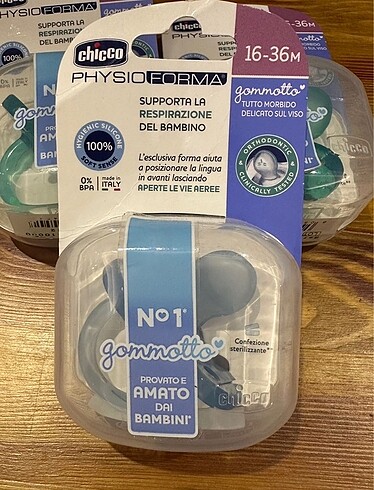 chicco
PHYSIOFORMA
16-36M
gommotto
TUTTO MORBIDO
DELICATO SUL VISO
SUPPORTA LA
RESPIRAZIONE
DEL BAMBINO
HYGIENIC SILICONE
100%
SOFT SENSE
0%
BPA
made in
ITALY
L'esclusiva forma aiuta
a posizionare la lingua
in avanti lasciando
APERTE LE VIE AEREE
ORTHODONTIC
CLINICALLY TESTED
N°1
gommotto
PROVATO E
AMATO
DAI
BAMBINI*
Confezione
sterilizzante**
chicco
PHYSIOFORMA
SUPPORTA LA
RESPIRAZIONE
DEL BAMBINO
100%
0%
BPA
chicco